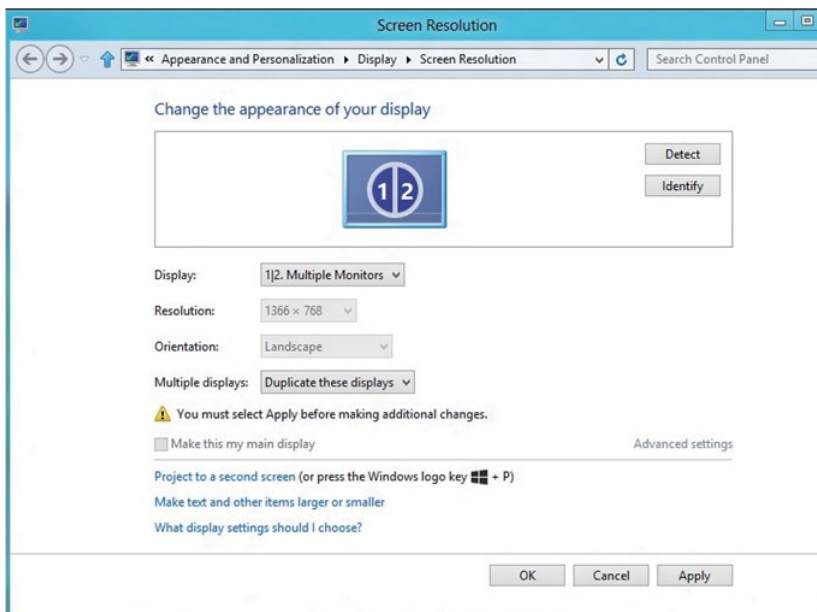 Screen Resolution
« Appearance and Personalization ▸ Display ▸ Screen Resolution
Search Control Panel
Change the appearance of your display
1|2
Detect
Identify
Display: 1|2. Multiple Monitors
Resolution: 1366 × 768
Orientation: Landscape
Multiple displays: Duplicate these displays
You must select Apply before making additional changes.
Make this my main display Advanced settings
Project to a second screen (or press the Windows logo key + P)
Make text and other items larger or smaller
What display settings should I choose?
OK Cancel Apply